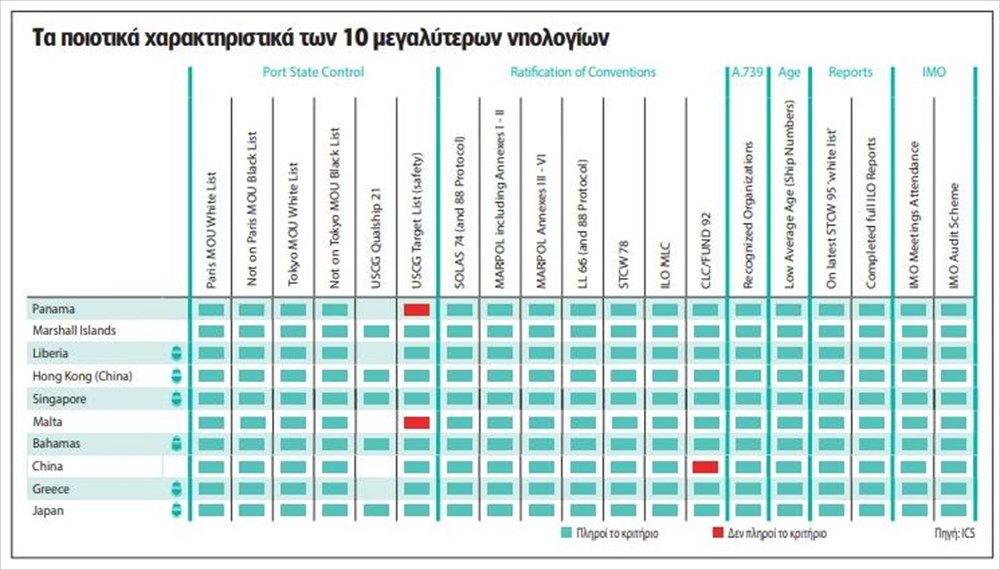 Τα ποιοτικά χαρακτηριστικά των 10 μεγαλύτερων νηολογίων
Port State Control
Ratification of Conventions
A.739
Age
Reports
IMO
Paris MOU White List
Not on Paris MOU Black List
Tokyo MOU White List
Not on Tokyo MOU Black List
USCG Qualship 21
USCG Target List (safety)
SOLAS 74 (and 88 Protocol)
MARPOL including Annexes I - II
MARPOL Annexes III - VI
LL 66 (and 88 Protocol)
STCW 78
ILO MLC
CLC/FUND 92
Recognized Organizations
Low Average Age (Ship Numbers)
On latest STCW 95 'white list'
Completed full ILO Reports
IMO Meetings Attendance
IMO Audit Scheme
Panama
Marshall Islands
Liberia
Hong Kong (China)
Singapore
Malta
Bahamas
China
Greece
Japan
Πληροί το κριτήριο
Δεν πληροί το κριτήριο
Πηγή: ICS